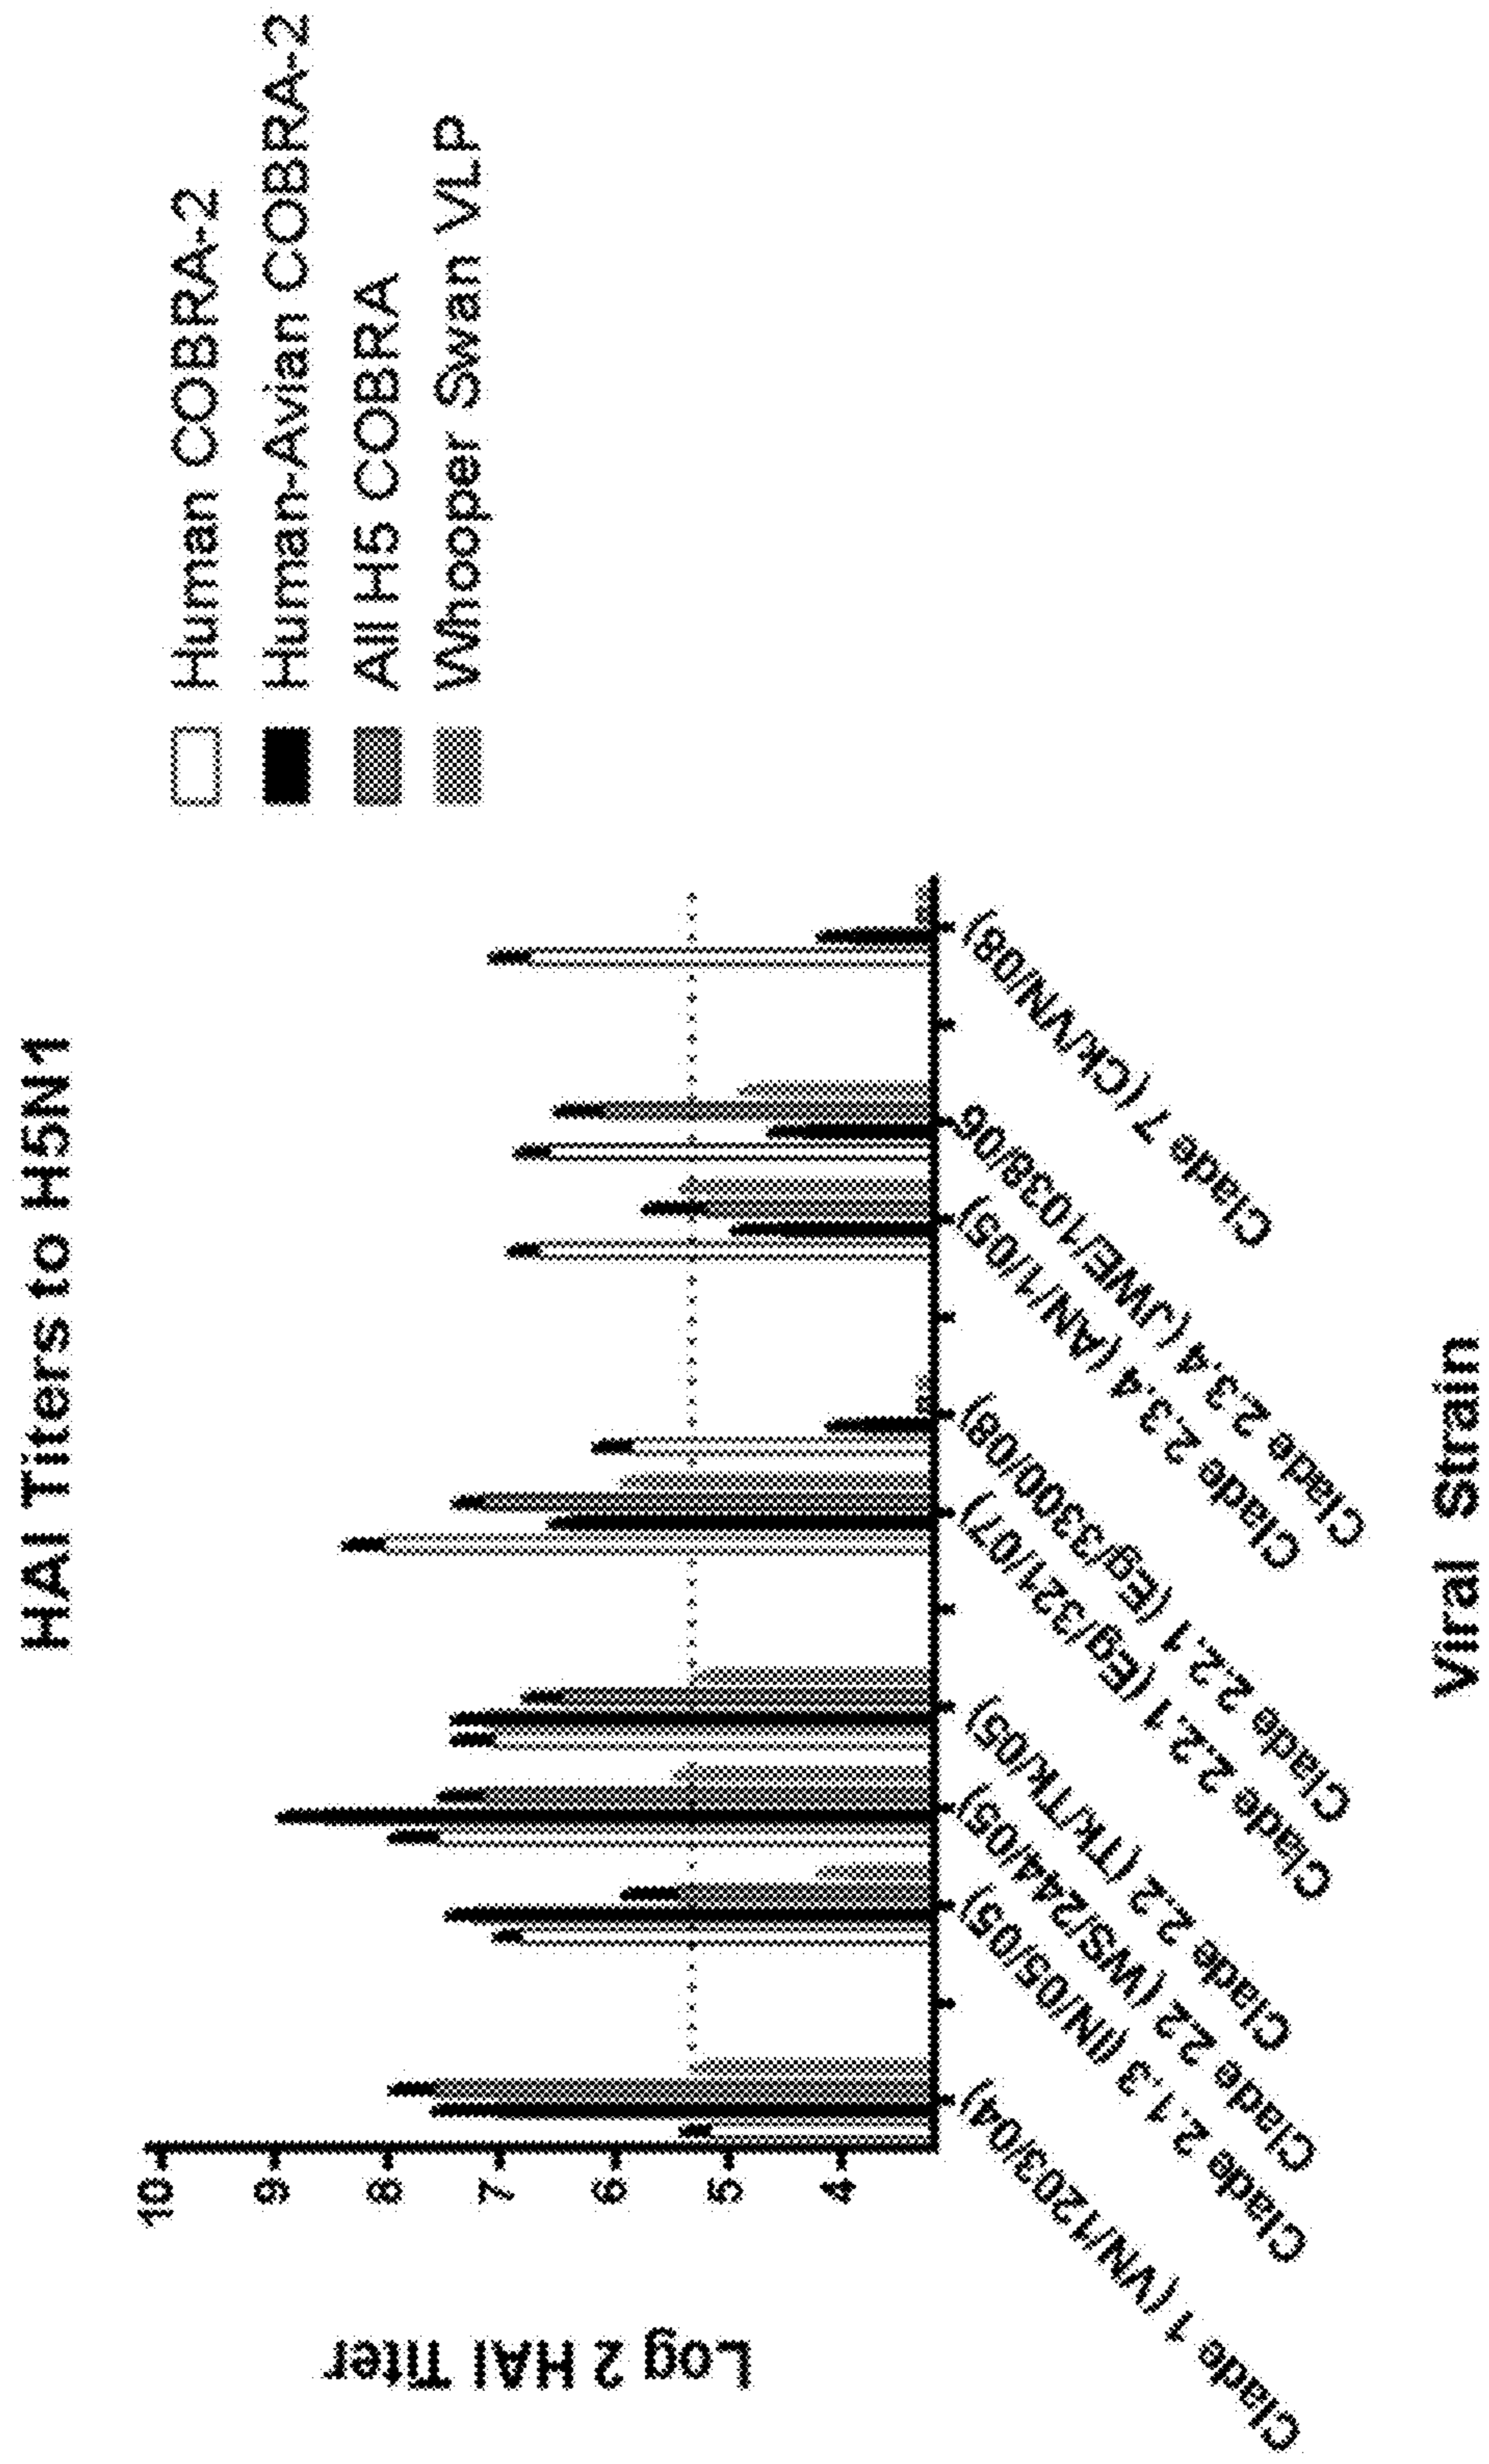 HAI Titers to H5N1
Human COBRA-2
Human-Avian COBRA-2
All H5 COBRA
Whooper Swan VLP
Log 2 HAI Titer
10
9
8
7
6
5
4
Clade 1 (VN/1203/04)
Clade 2.1.3 (IN/05/05)
Clade 2.2 (WS/244/05)
Clade 2.2 (Tk/TK/05)
Clade 2.2.1 (Eg/321/07)
Clade 2.2.1 (Eg/3300/08)
Clade 2.3.4 (AN/1/05)
Clade 2.3.4 (JWE/1038/06
Clade 7 (Ck/VN/08)
Viral Strain